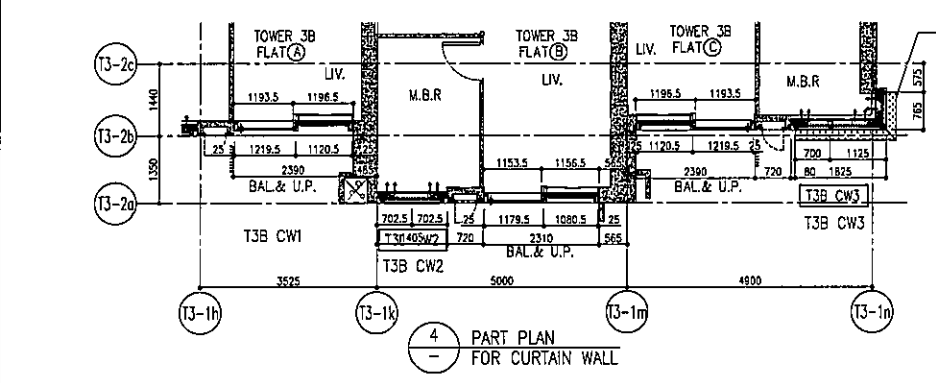 TOWER 3B
FLAT A
TOWER 3B
FLAT B
TOWER 3B
FLAT C
LIV.
LIV.
LIV.
M.B.R
M.B.R
T3-2c
T3-2b
T3-2a
1440
1350
575
765
1193.5 1196.5
25 1219.5 1120.5 25
2390 465
1153.5 1156.5 565
1196.5 1193.5
25 1120.5 1219.5 25
2390 720
700 1125
80 1825
BAL.& U.P.
BAL.& U.P.
T3B CW3
T3B CW3
702.5 702.5 25 1179.5 1080.5 25
1405 720 2310 565
BAL.& U.P.
T3B CW1
T3B CW2
3525 5000 4900
T3-1h T3-1k T3-1m T3-1n
4 PART PLAN
– FOR CURTAIN WALL